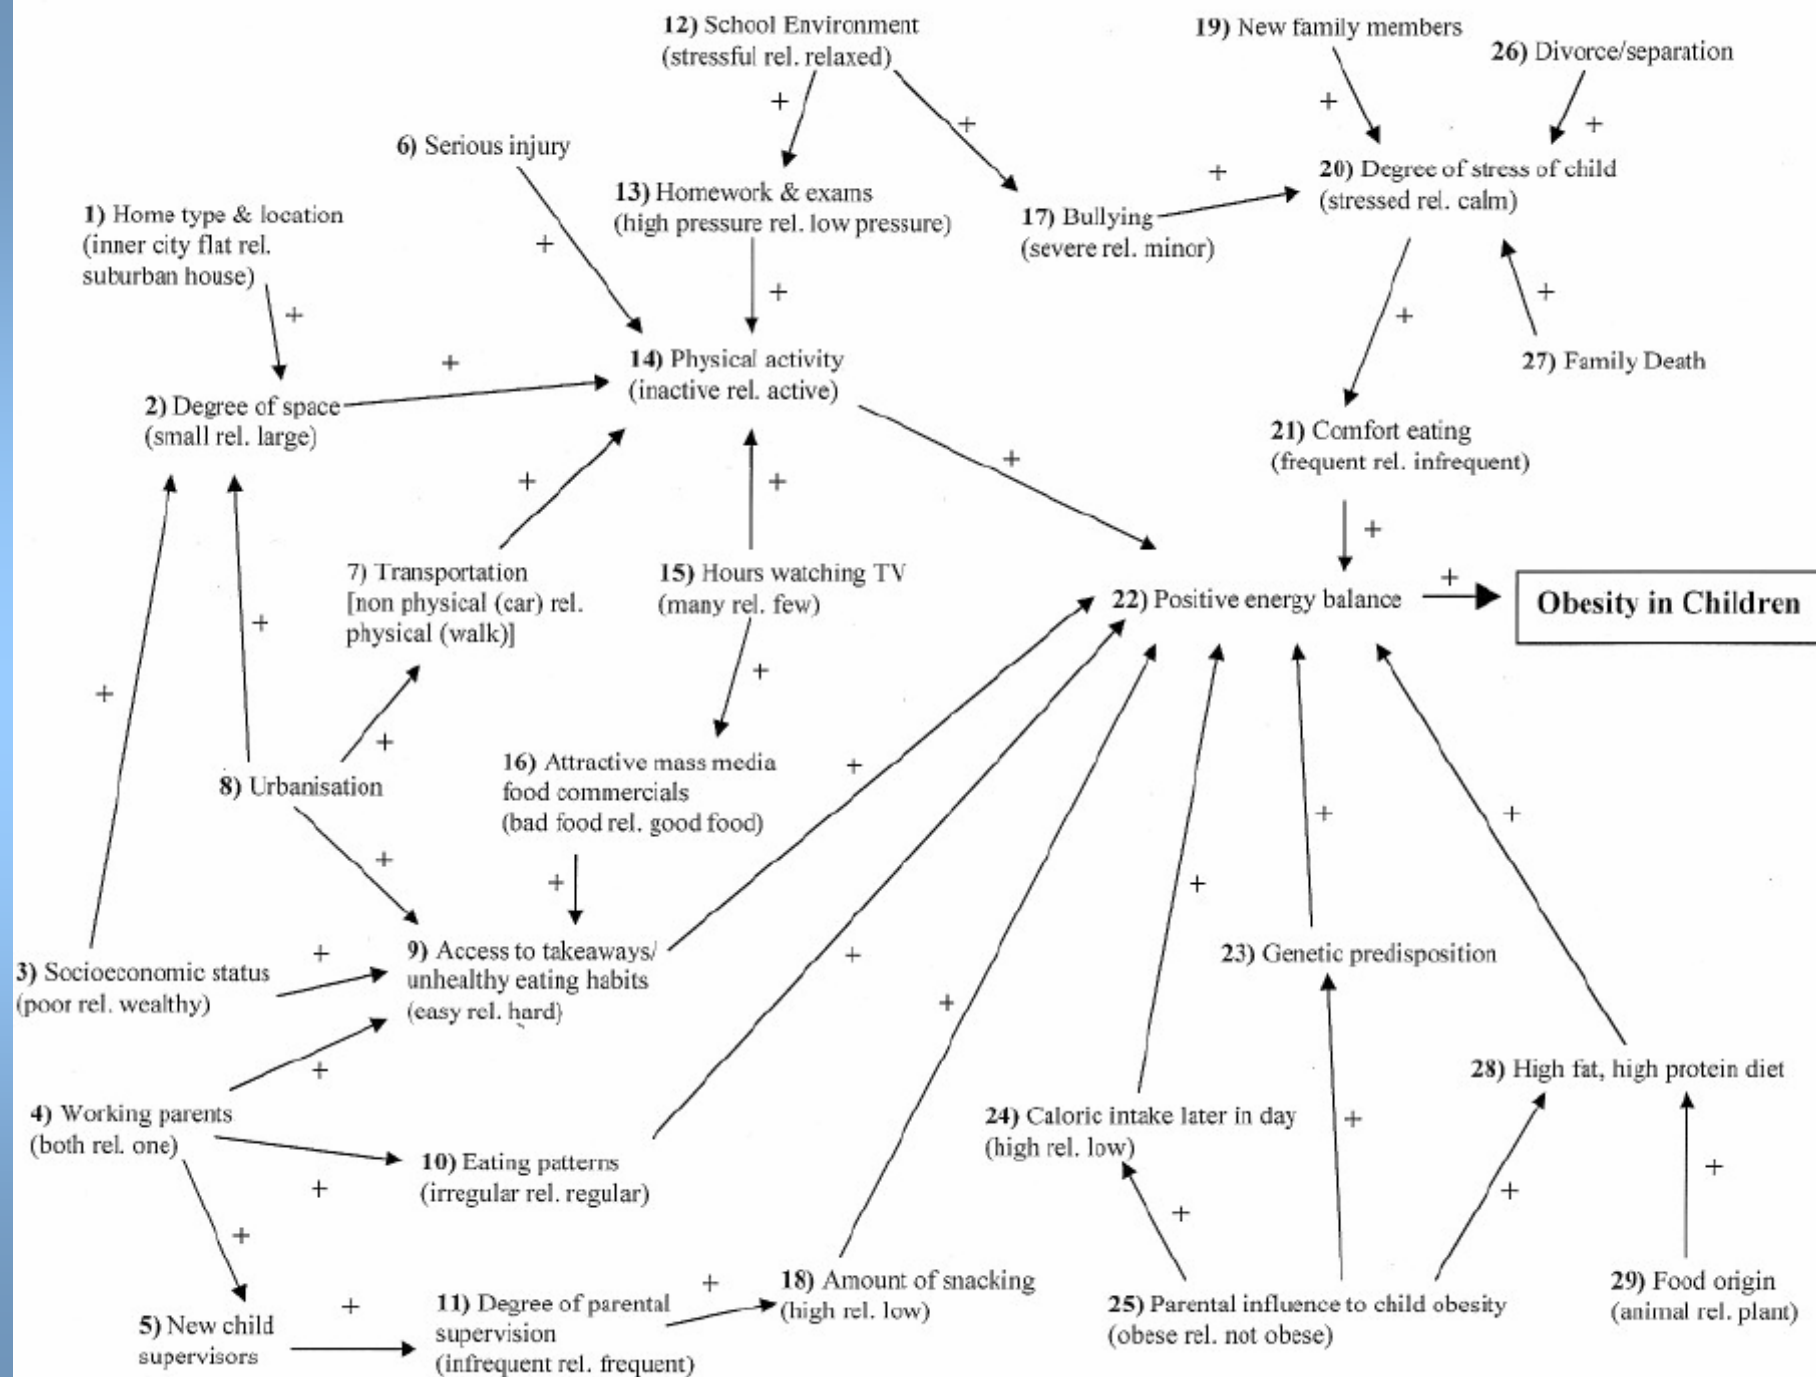 12) School Environment
(stressful rel. relaxed)
19) New family members
26) Divorce/separation
+
+
+
+
6) Serious injury
13) Homework & exams
(high pressure rel. low pressure)
+
17) Bullying
(severe rel. minor)
20) Degree of stress of child
(stressed rel. calm)
1) Home type & location
(inner city flat rel.
suburban house)
+
+
+
+
+
27) Family Death
14) Physical activity
(inactive rel. active)
+
2) Degree of space
(small rel. large)
21) Comfort eating
(frequent rel. infrequent)
+
+
+
+
7) Transportation
[non physical (car) rel.
physical (walk)]
15) Hours watching TV
(many rel. few)
22) Positive energy balance
+
Obesity in Children
+
+
+
8) Urbanisation
+
16) Attractive mass media
food commercials
(bad food rel. good food)
+
+
+
+
+
+
3) Socioeconomic status
(poor rel. wealthy)
+
9) Access to takeaways/
unhealthy eating habits
(easy rel. hard)
+
23) Genetic predisposition
+
+
4) Working parents
(both rel. one)
+
10) Eating patterns
(irregular rel. regular)
24) Caloric intake later in day
(high rel. low)
+
28) High fat, high protein diet
+
+
+
+
5) New child
supervisors
+
11) Degree of parental
supervision
(infrequent rel. frequent)
+
18) Amount of snacking
(high rel. low)
25) Parental influence to child obesity
(obese rel. not obese)
29) Food origin
(animal rel. plant)